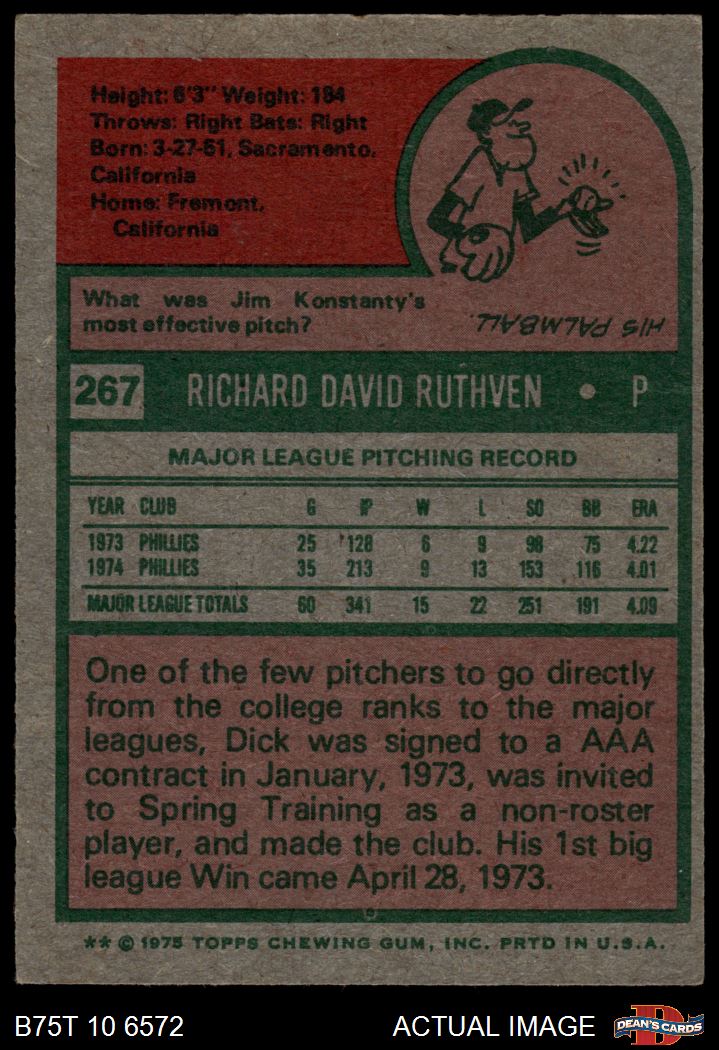 Height: 6'3" Weight: 184
Throws: Right Bats: Right
Born: 3-27-51, Sacramento,
California
Home: Fremont,
California
What was Jim Konstanty's
most effective pitch?
HIS PALMBALL.
267 RICHARD DAVID RUTHVEN • P
MAJOR LEAGUE PITCHING RECORD
YEAR CLUB G IP W L SO BB ERA
1973 PHILLIES 25 128 6 9 98 75 4.22
1974 PHILLIES 35 213 9 13 153 116 4.01
MAJOR LEAGUE TOTALS 60 341 15 22 251 191 4.09
One of the few pitchers to go directly
from the college ranks to the major
leagues, Dick was signed to a AAA
contract in January, 1973, was invited
to Spring Training as a non-roster
player, and made the club. His 1st big
league Win came April 28, 1973.
** © 1975 TOPPS CHEWING GUM, INC. PRTD IN U.S.A.
B75T 10 6572 ACTUAL IMAGE D DEAN'S CARDS